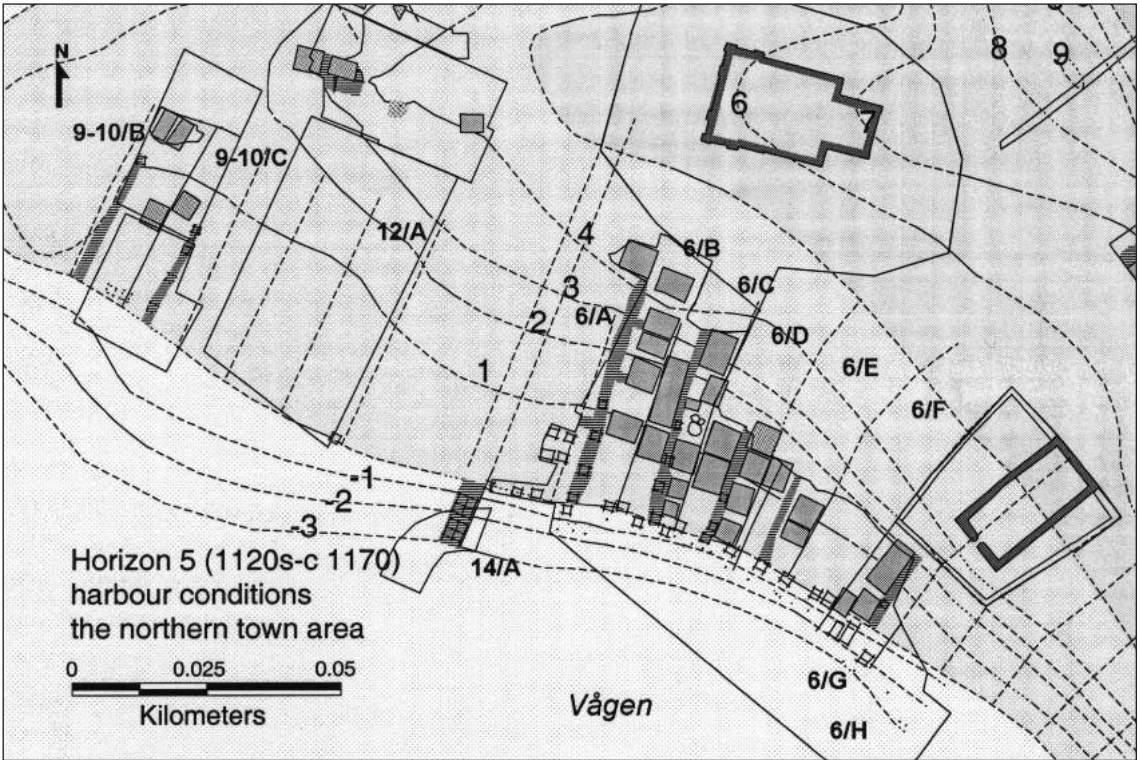 N
8
9
6
7
9-10/B
9-10/C
12/A
4
6/B
3
6/C
6/A
2
6/D
1
6/E
6/F
-1
-2
-3
14/A
Horizon 5 (1120s-c 1170)
harbour conditions
the northern town area
0 0.025 0.05
Kilometers
Vågen
6/G
6/H